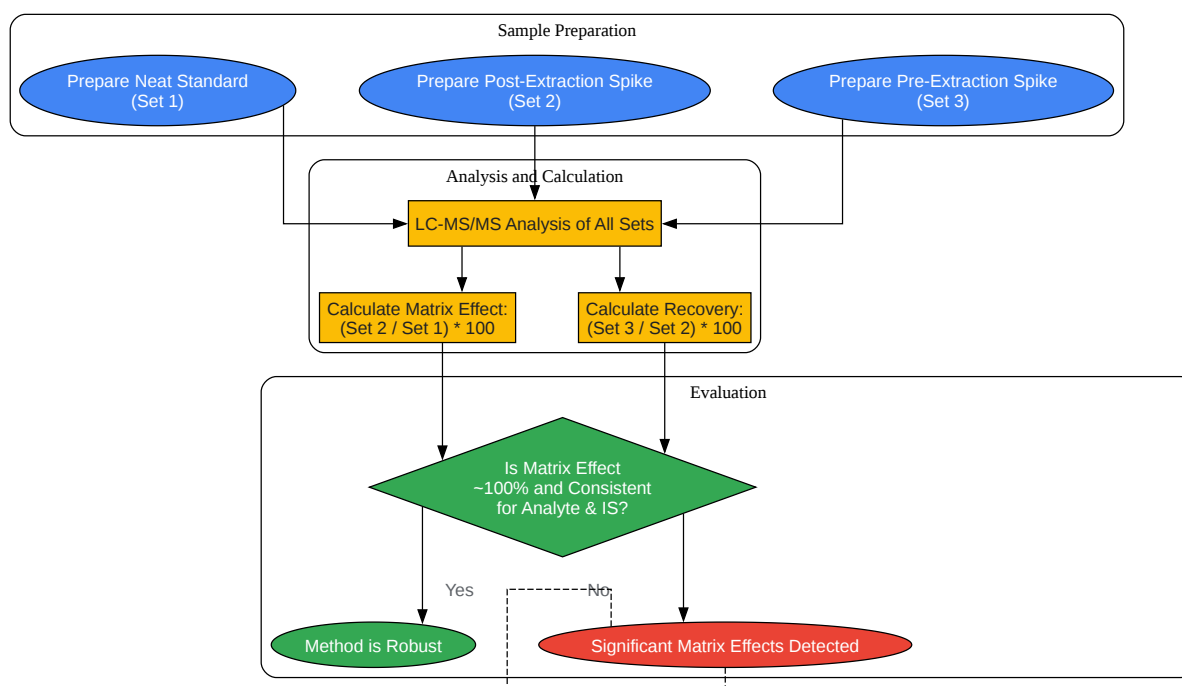 Sample Preparation
Prepare Neat Standard
(Set 1)
Prepare Post-Extraction Spike
(Set 2)
Prepare Pre-Extraction Spike
(Set 3)
Analysis and Calculation
LC-MS/MS Analysis of All Sets
Calculate Matrix Effect:
(Set 2 / Set 1) * 100
Calculate Recovery:
(Set 3 / Set 2) * 100
Evaluation
Is Matrix Effect
~100% and Consistent
for Analyte & IS?
Yes
No
Method is Robust
Significant Matrix Effects Detected